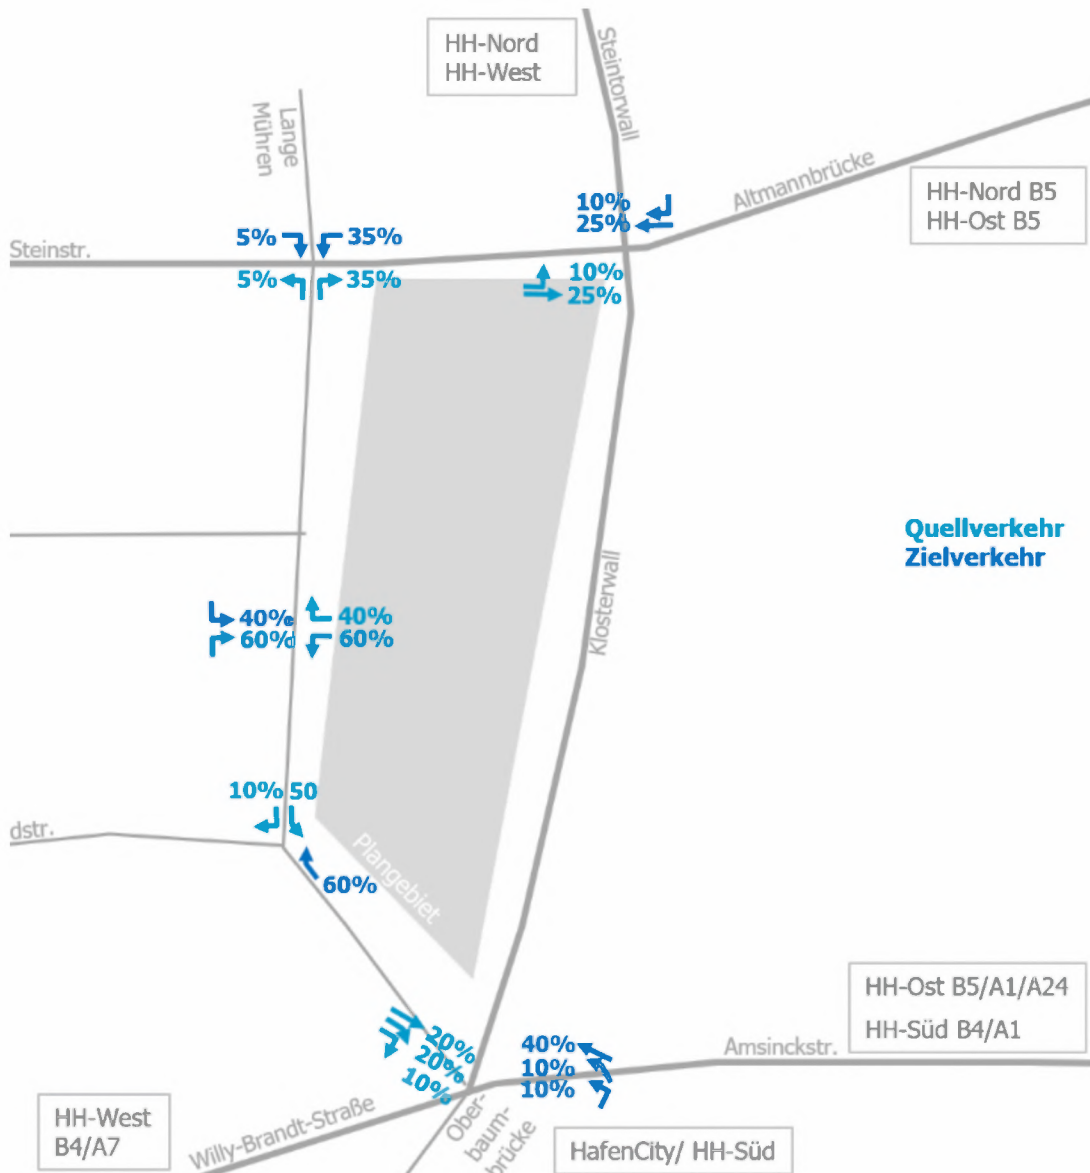 HH-Nord
HH-West
Steintorwall
Lange
Mühren
Altmannbrücke
HH-Nord B5
HH-Ost B5
10%
25%
Steinstr.
5%
35%
5%
35%
10%
25%
Quellverkehr
Zielverkehr
Klosterwall
40%
40%
60%
60%
10% 50
dstr.
60%
Plangebiet
HH-Ost B5/A1/A24
HH-Süd B4/A1
20%
20%
10%
40%
10%
10%
Amsinckstr.
HH-West
B4/A7
Willy-Brandt-Straße
Ober-
baum-
brücke
HafenCity/ HH-Süd